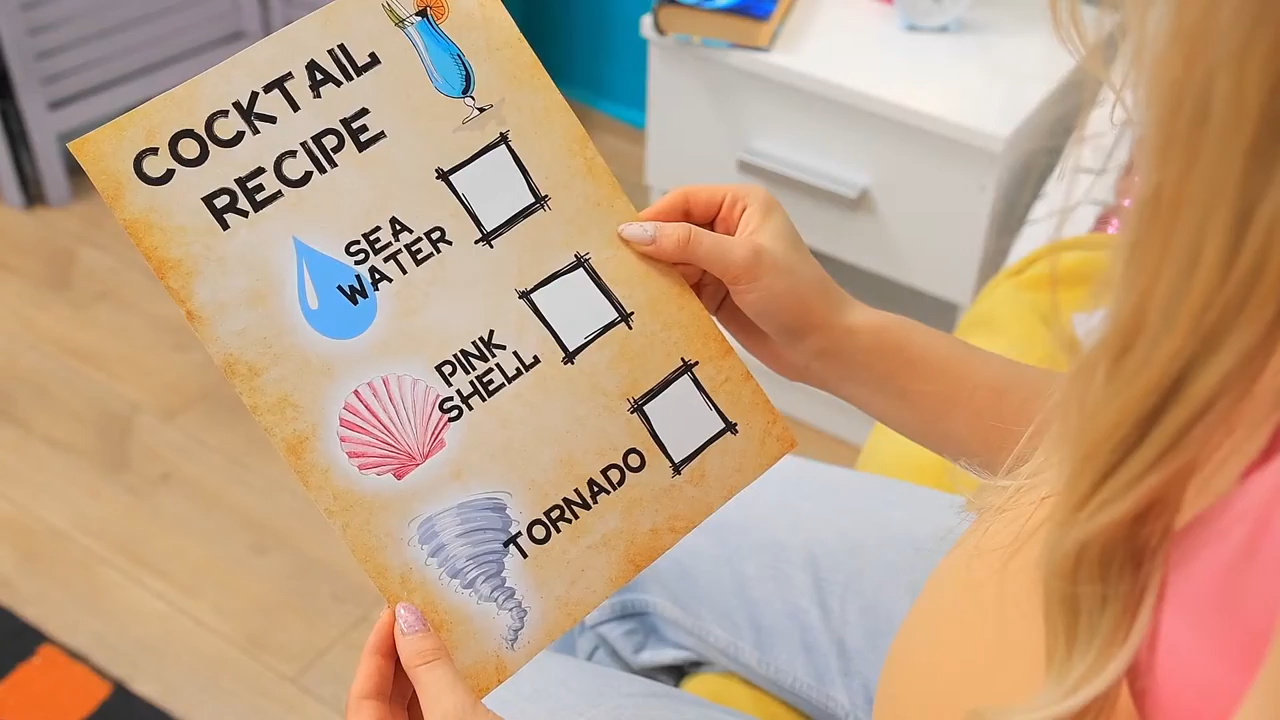 COCKTAIL
RECIPE
SEA
WATER
PINK
SHELL
TORNADO